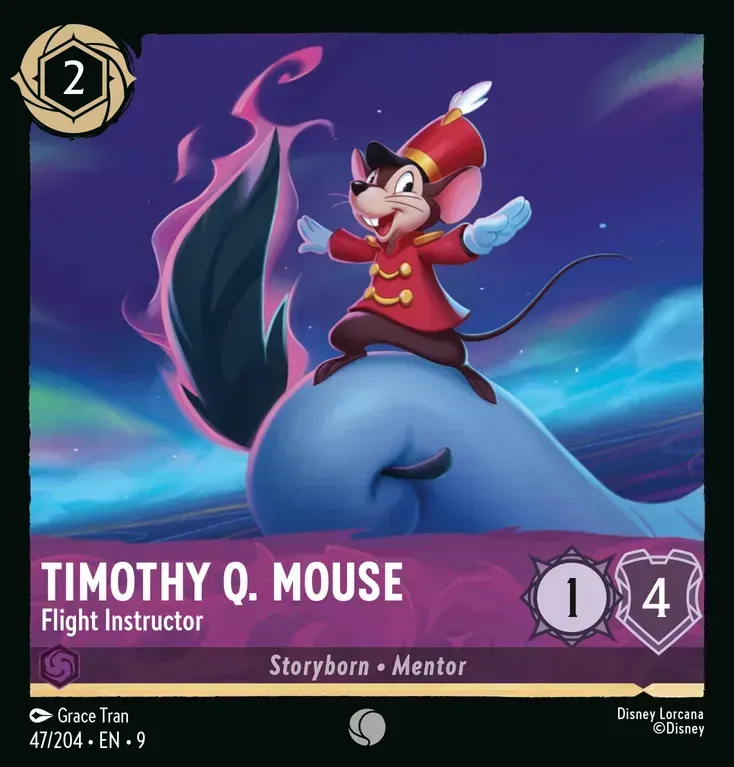 2
TIMOTHY Q. MOUSE
Flight Instructor
1
4
Storyborn • Mentor
Grace Tran
Disney Lorcana
47/204 • EN • 9
©Disney